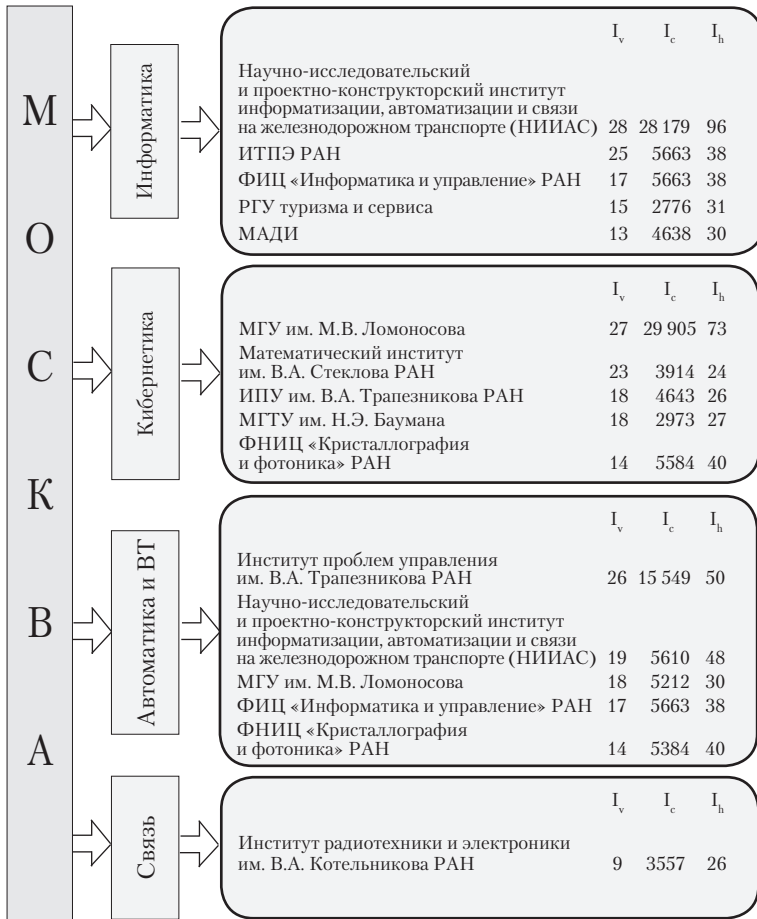 МОСКВА
Информатика
I_v I_c I_h
Научно-исследовательский
и проектно-конструкторский институт
информатизации, автоматизации и связи
на железнодорожном транспорте (НИИАС) 28 28 179 96
ИТПЭ РАН 25 5663 38
ФИЦ «Информатика и управление» РАН 17 5663 38
РГУ туризма и сервиса 15 2776 31
МАДИ 13 4638 30
Кибернетика
I_v I_c I_h
МГУ им. М.В. Ломоносова 27 29 905 73
Математический институт
им. В.А. Стеклова РАН 23 3914 24
ИПУ им. В.А. Трапезникова РАН 18 4643 26
МГТУ им. Н.Э. Баумана 18 2973 27
ФНИЦ «Кристаллография
и фотоника» РАН 14 5584 40
Автоматика и ВТ
I_v I_c I_h
Институт проблем управления
им. В.А. Трапезникова РАН 26 15 549 50
Научно-исследовательский
и проектно-конструкторский институт
информатизации, автоматизации и связи
на железнодорожном транспорте (НИИАС) 19 5610 48
МГУ им. М.В. Ломоносова 18 5212 30
ФИЦ «Информатика и управление» РАН 17 5663 38
ФНИЦ «Кристаллография
и фотоника» РАН 14 5384 40
Связь
I_v I_c I_h
Институт радиотехники и электроники
им. В.А. Котельникова РАН 9 3557 26